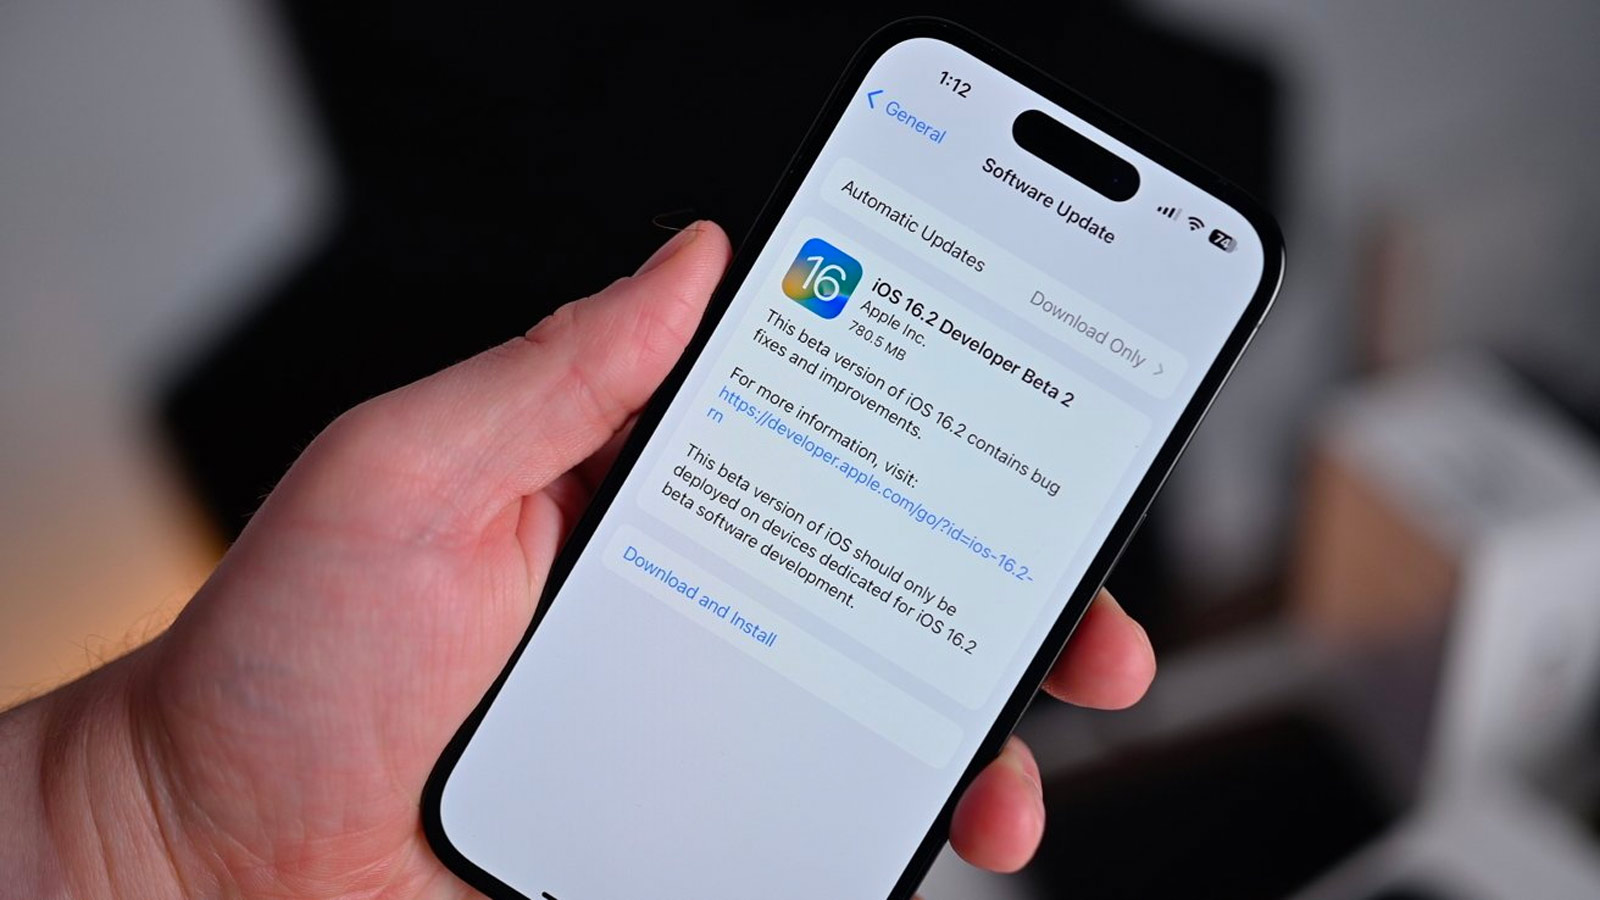 1:12
74
General
Software Update
Automatic Updates
Download Only
16
iOS 16.2 Developer Beta 2
Apple Inc.
780.5 MB
This beta version of iOS 16.2 contains bug
fixes and improvements.
For more information, visit:
https://developer.apple.com/go/?id=ios-16.2-
rn
This beta version of iOS should only be
deployed on devices dedicated for iOS 16.2
beta software development.
Download and Install